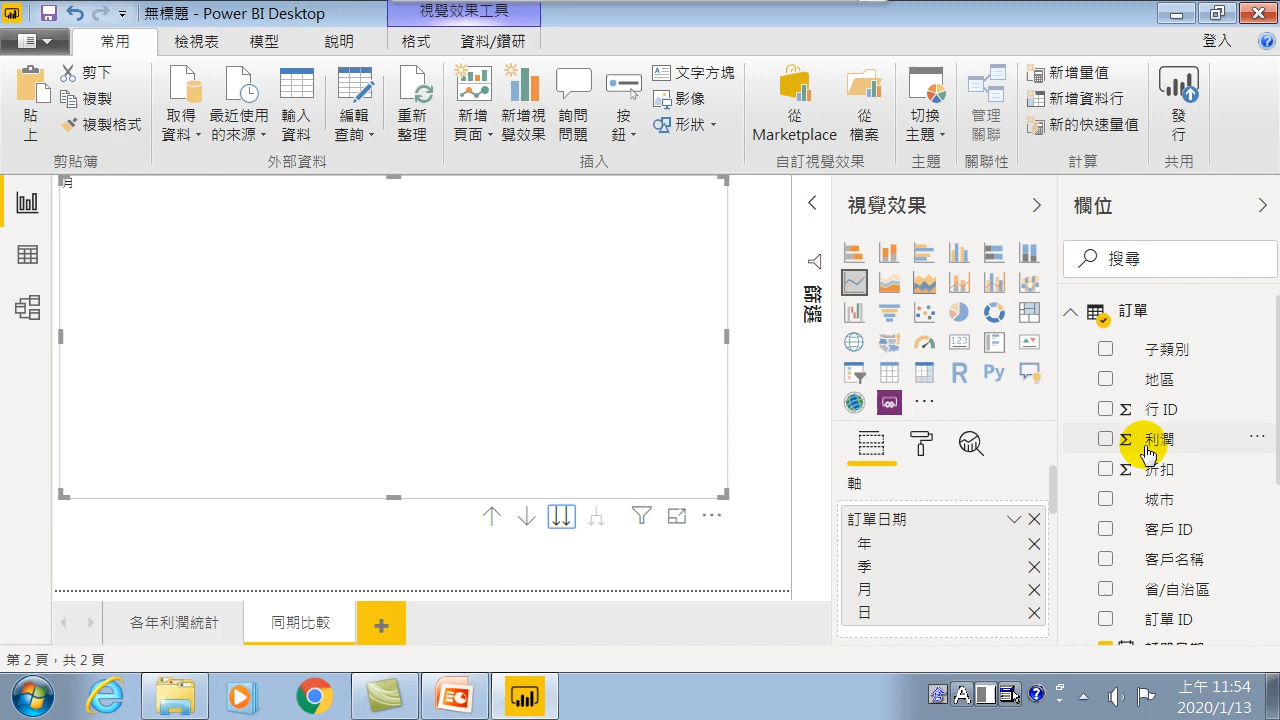 無標題 - Power BI Desktop
視覺效果工具
常用 檢視表 模型 說明 格式 資料/鑽研 登入
貼上
剪下
複製
複製格式
剪貼簿
取得資料
最近使用的來源
輸入資料
編輯查詢
重新整理
外部資料
新增頁面
新增視覺效果
詢問問題
按鈕
文字方塊
影像
形狀
插入
從 Marketplace
從檔案
自訂視覺效果
切換主題
主題
管理關聯
關聯性
新增量值
新增資料行
新的快速量值
計算
發行
共用
月
篩選
視覺效果
123
R
Py
軸
訂單日期
年
季
月
日
欄位
搜尋
訂單
子類別
地區
Σ 行 ID
Σ 利潤
Σ 折扣
城市
客戶 ID
客戶名稱
省/自治區
訂單 ID
各年利潤統計 同期比較
第 2 頁,共 2 頁
上午 11:54
2020/1/13